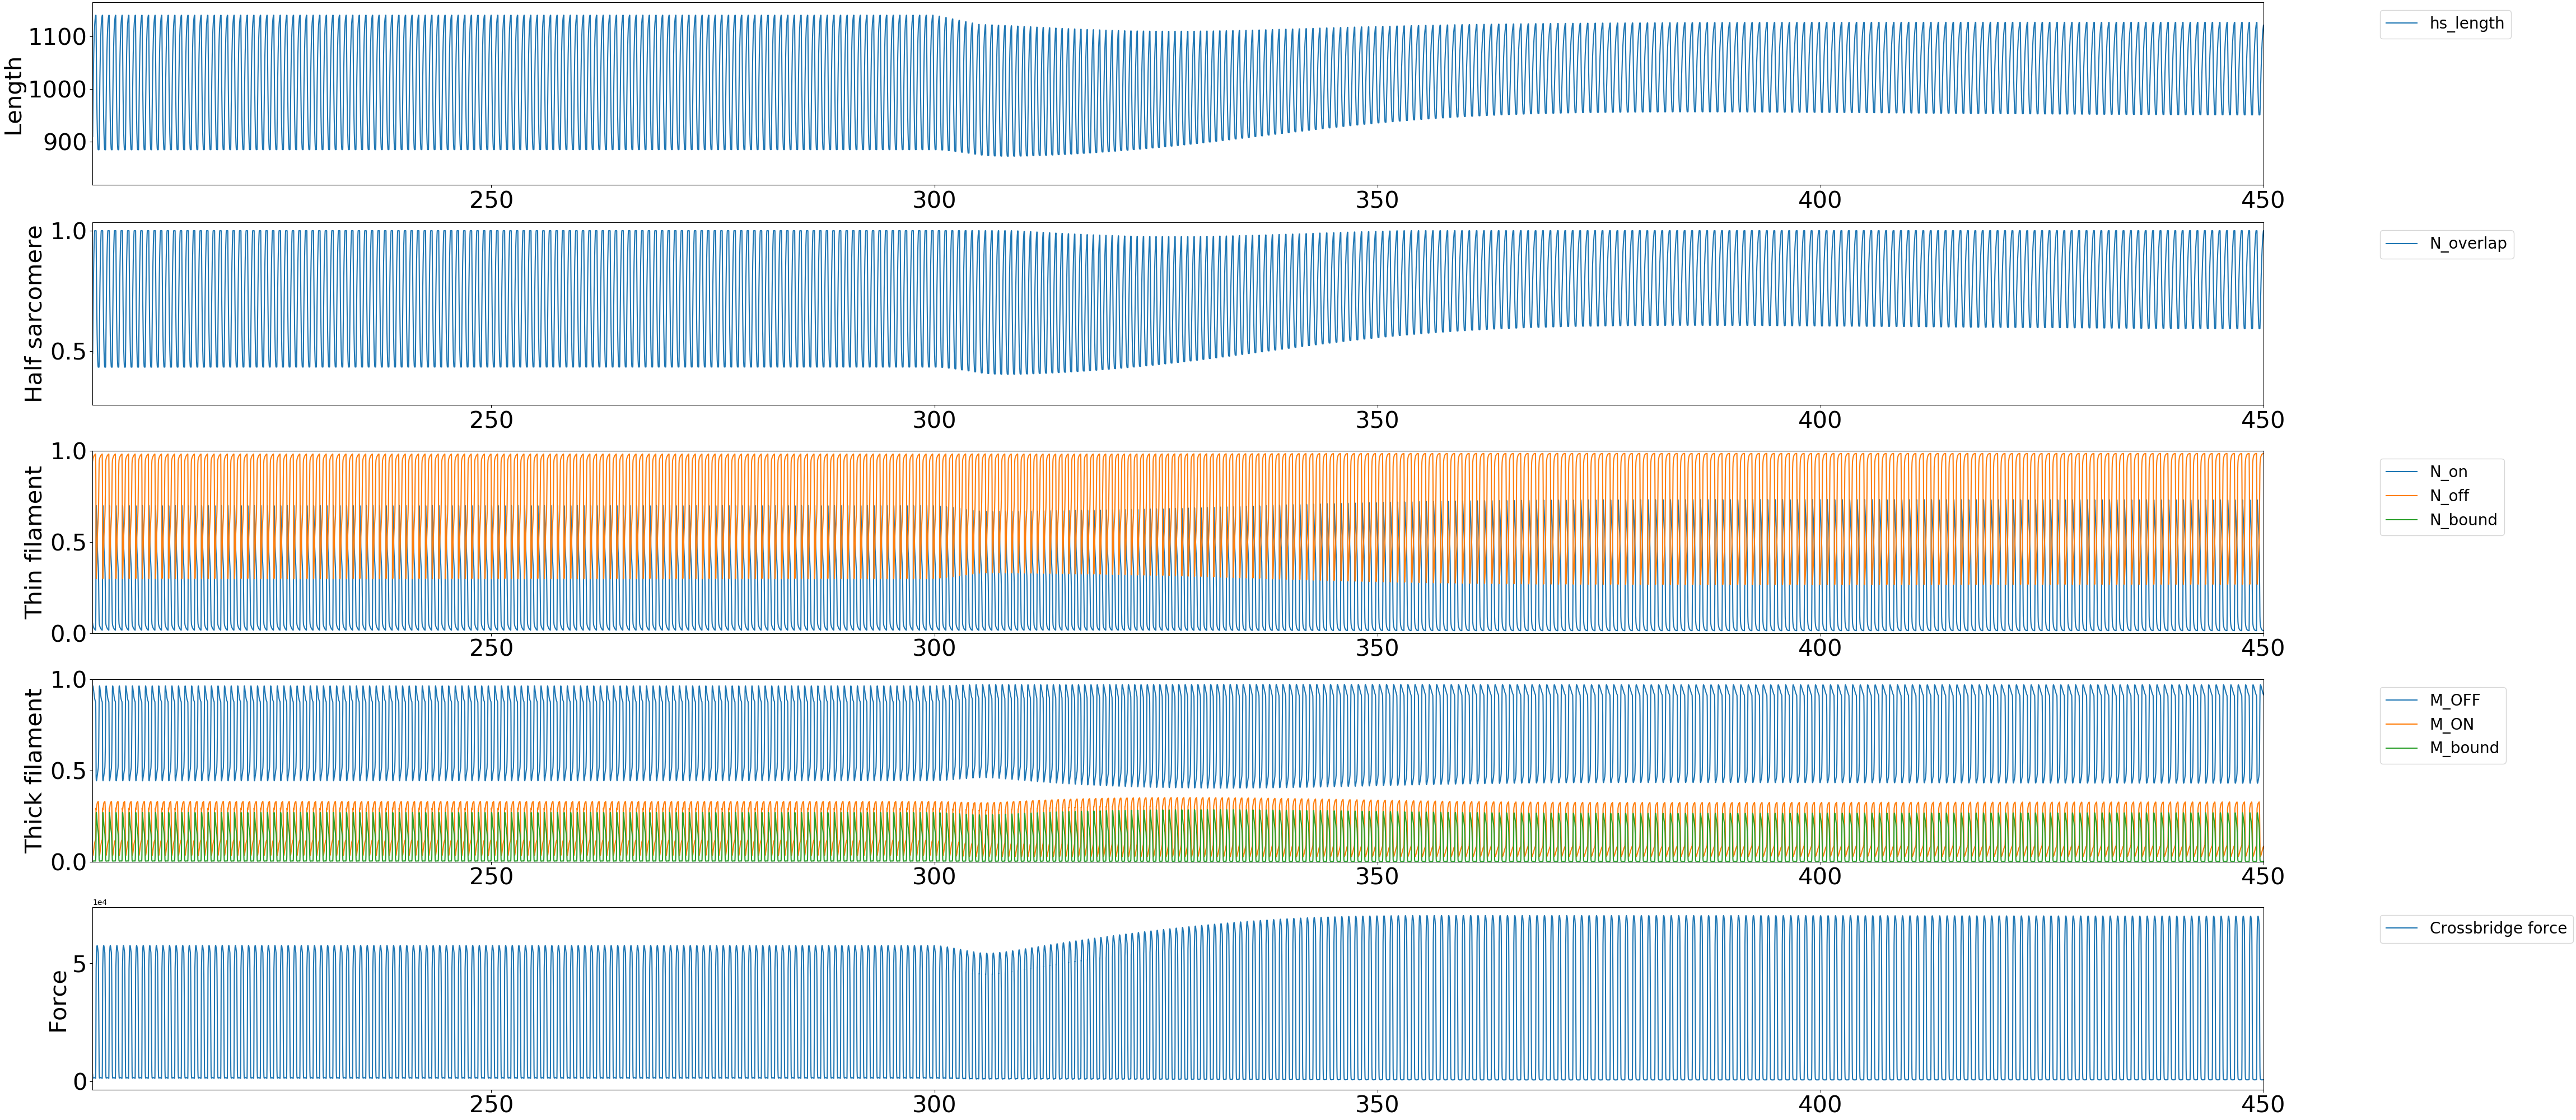 Length
1100
1000
900
250 300 350 400 450
hs_length
Half sarcomere
1.0
0.5
250 300 350 400 450
N_overlap
Thin filament
1.0
0.5
0.0
250 300 350 400 450
N_on
N_off
N_bound
Thick filament
1.0
0.5
0.0
250 300 350 400 450
M_OFF
M_ON
M_bound
Force
1e4
5
0
250 300 350 400 450
Crossbridge force